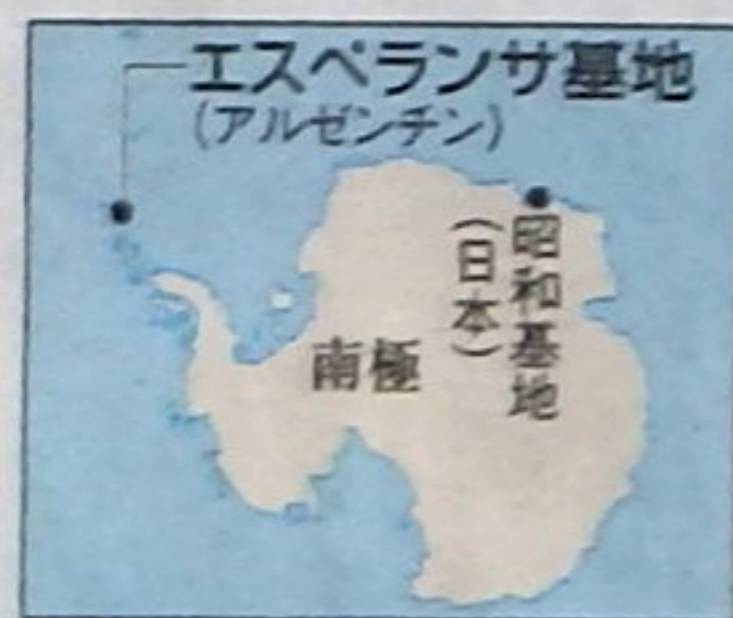 エスペランサ基地
(アルゼンチン)
昭和基地
(日本)
南極